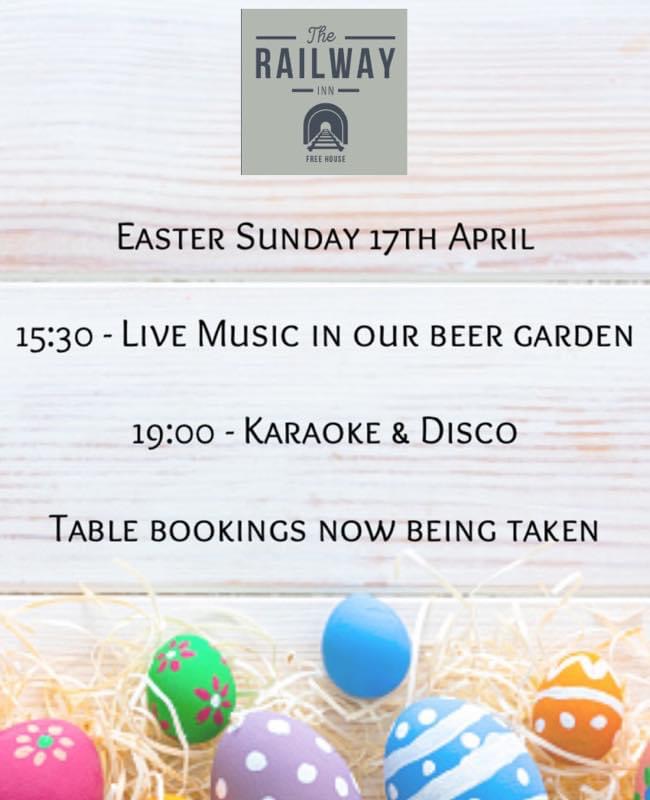 The
RAILWAY
INN
FREE HOUSE
Easter Sunday 17th April
15:30 - Live Music in our beer garden
19:00 - Karaoke & Disco
Table bookings now being taken